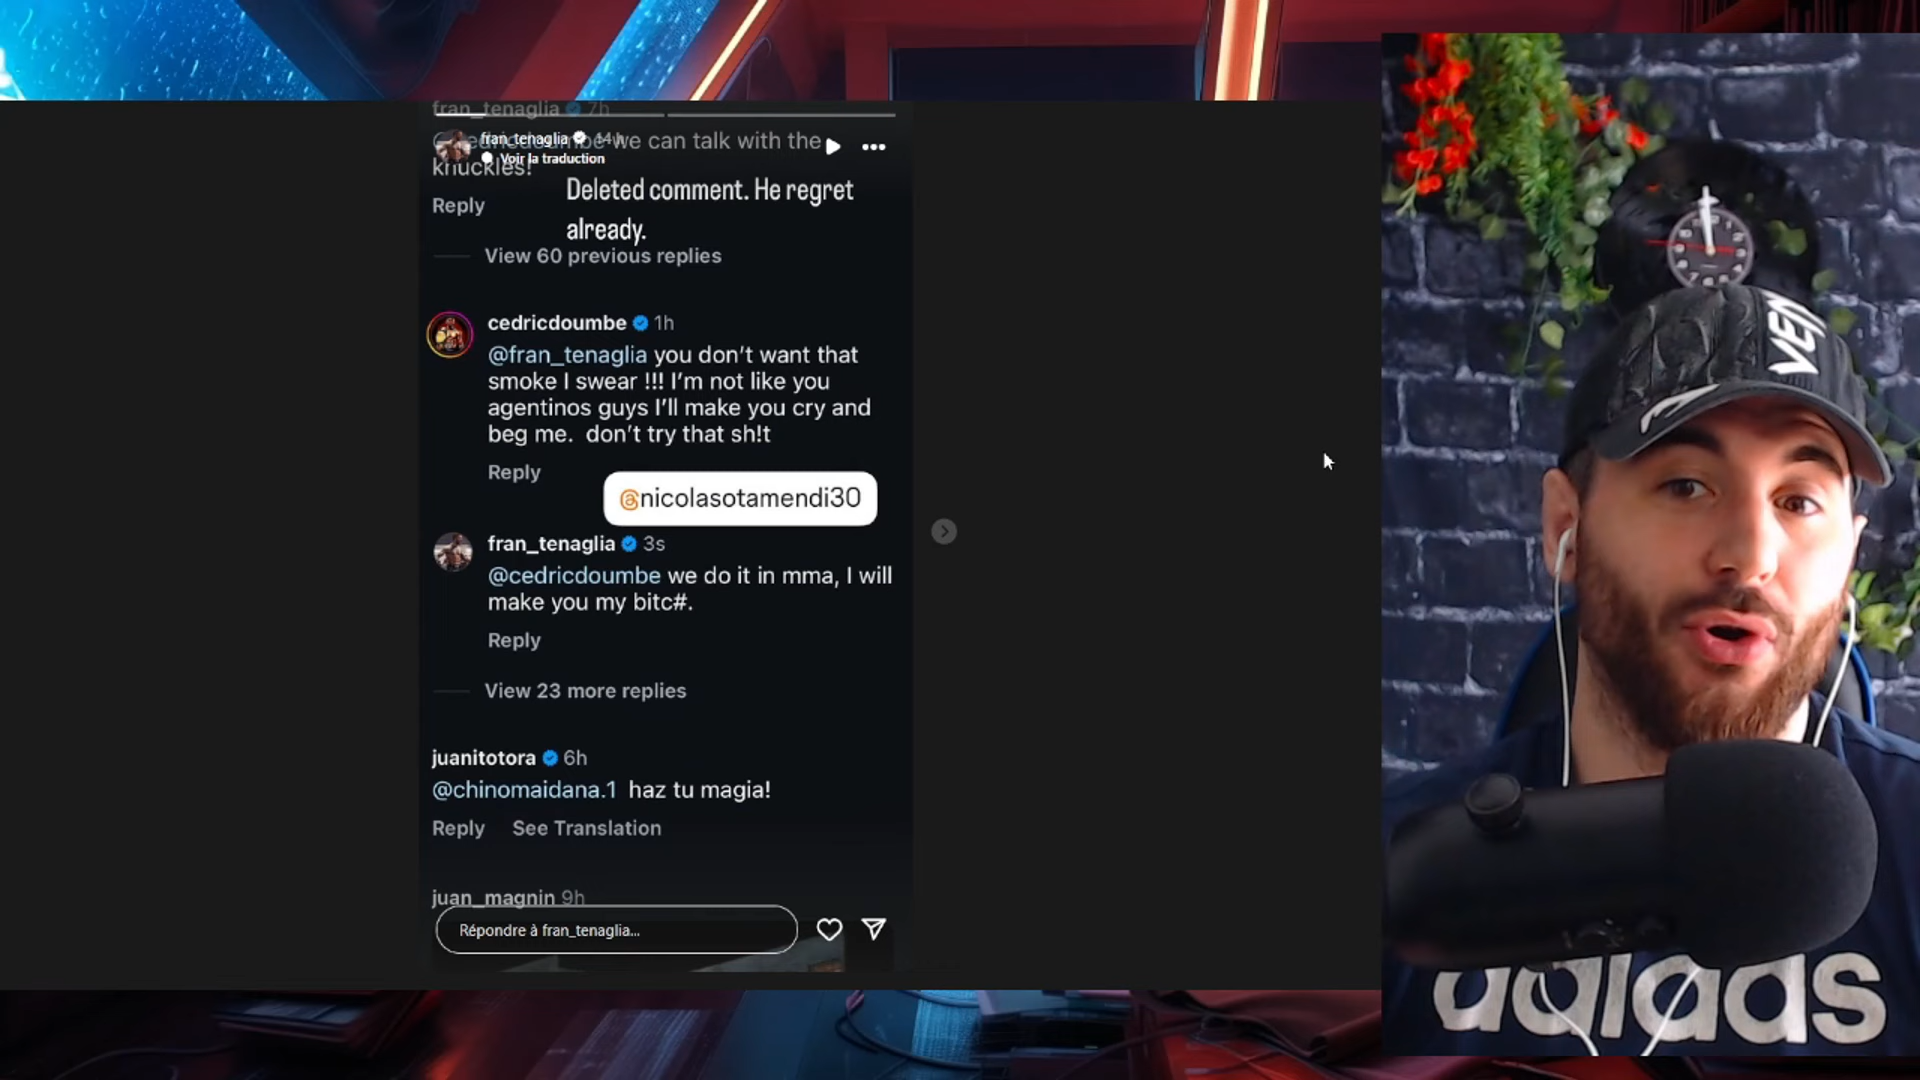 fran_tenaglia 7h
fran_tenaglia 14h
we can talk with the
Voir la traduction
knuckles!
Deleted comment. He regret
already.
Reply
View 60 previous replies
cedricdoumbe 1h
@fran_tenaglia you don't want that
smoke I swear !!! I'm not like you
agentinos guys I'll make you cry and
beg me. don't try that sh!t
Reply
@nicolasotamendi30
fran_tenaglia 3s
@cedricdoumbe we do it in mma, I will
make you my bitc#.
Reply
View 23 more replies
juanitotora 6h
@chinomaidana.1 haz tu magia!
Reply See Translation
juan_magnin 9h
Répondre à fran_tenaglia...
VEN
adidas